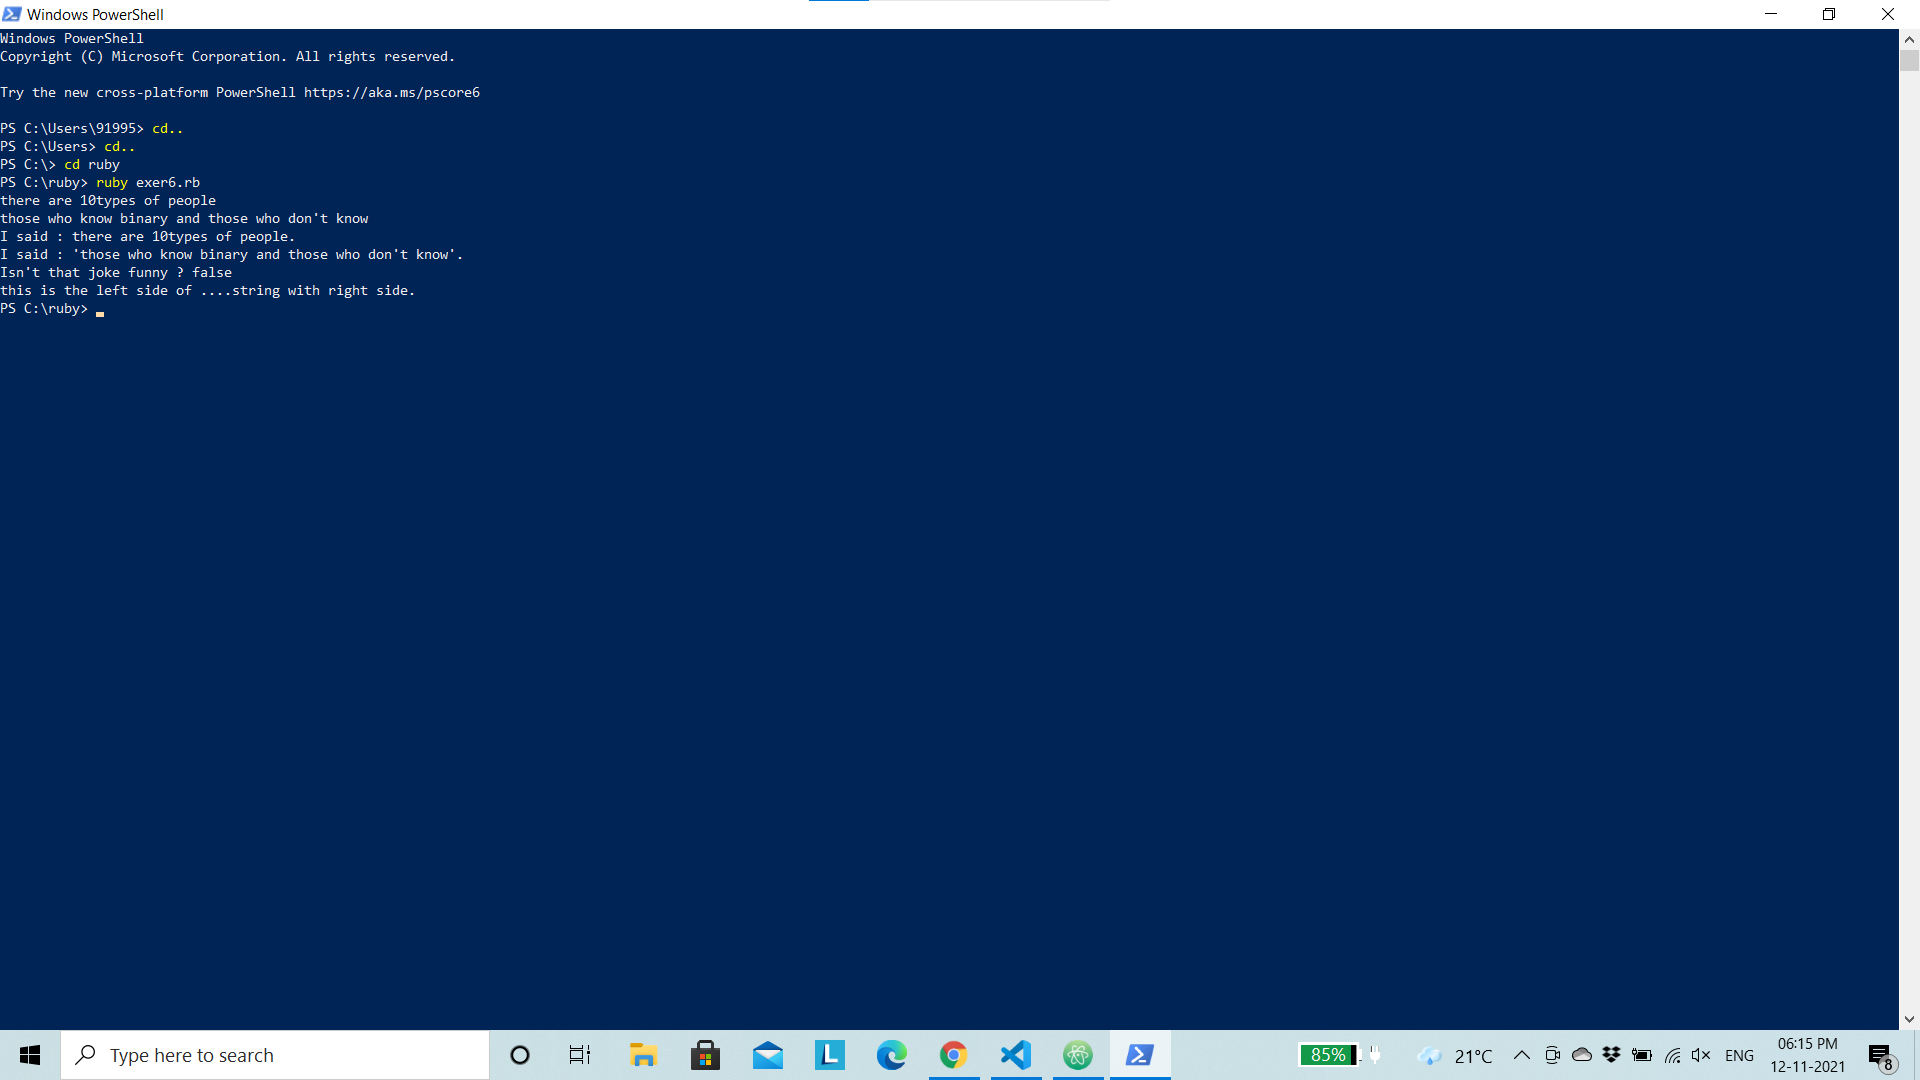 Windows PowerShell
Windows PowerShell
Copyright (C) Microsoft Corporation. All rights reserved.
Try the new cross-platform PowerShell https://aka.ms/pscore6
PS C:\Users\91995> cd..
PS C:\Users> cd..
PS C:\> cd ruby
PS C:\ruby> ruby exer6.rb
there are 10types of people
those who know binary and those who don't know
I said : there are 10types of people.
I said : 'those who know binary and those who don't know'.
Isn't that joke funny ? false
this is the left side of ....string with right side.
PS C:\ruby>
Type here to search
L
85%
21°C
ENG
06:15 PM
12-11-2021
8